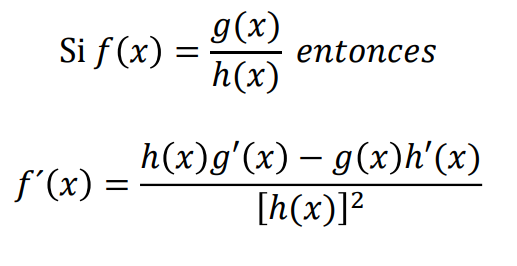 Si f(x) = g(x)/h(x) entonces
f´(x) = h(x)g'(x) − g(x)h'(x)/[h(x)]²